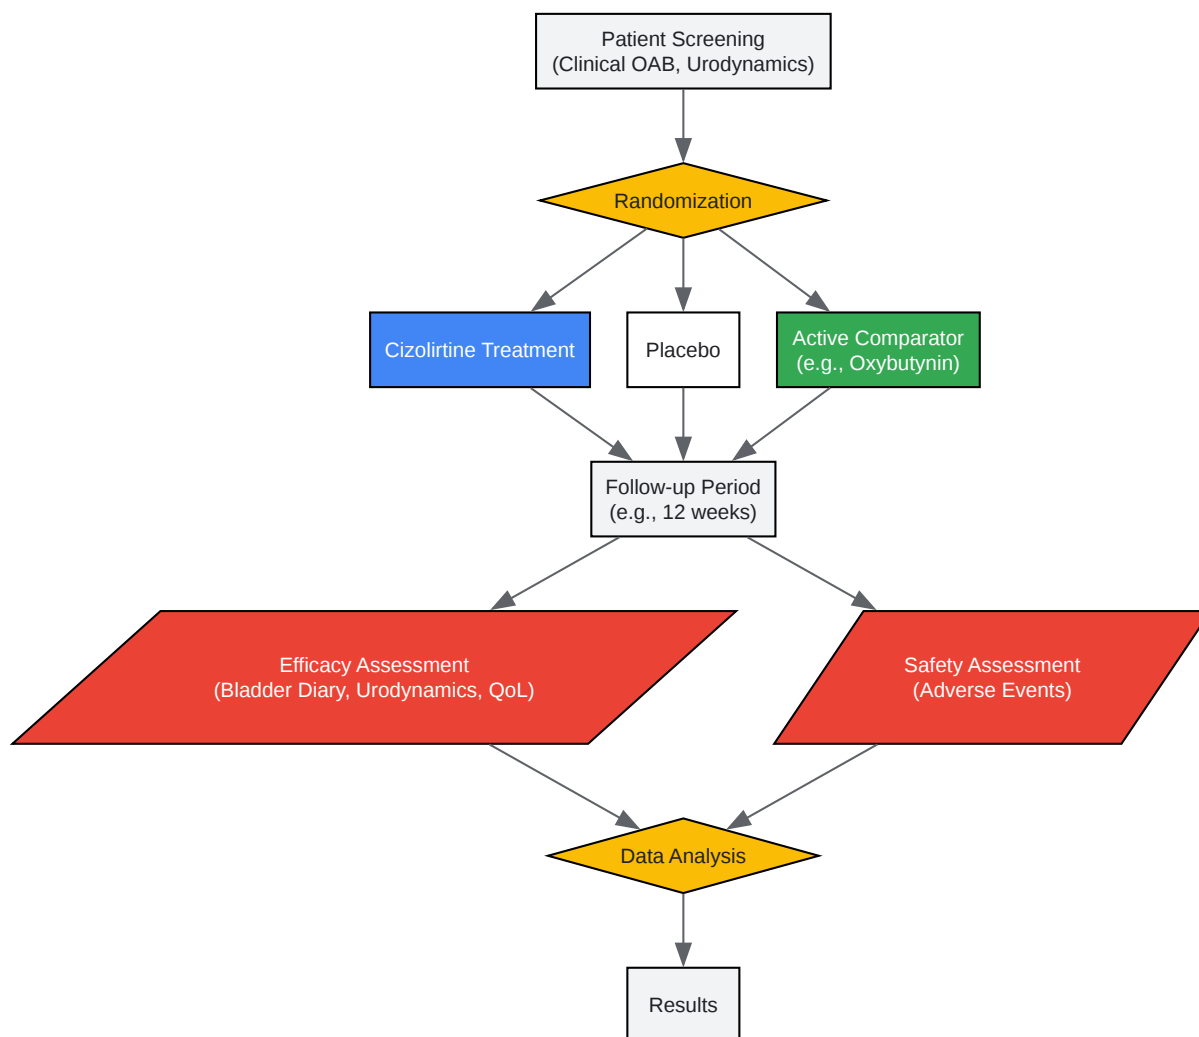 Patient Screening
(Clinical OAB, Urodynamics)
Randomization
Cizolirtine Treatment
Placebo
Active Comparator
(e.g., Oxybutynin)
Follow-up Period
(e.g., 12 weeks)
Efficacy Assessment
(Bladder Diary, Urodynamics, QoL)
Safety Assessment
(Adverse Events)
Data Analysis
Results